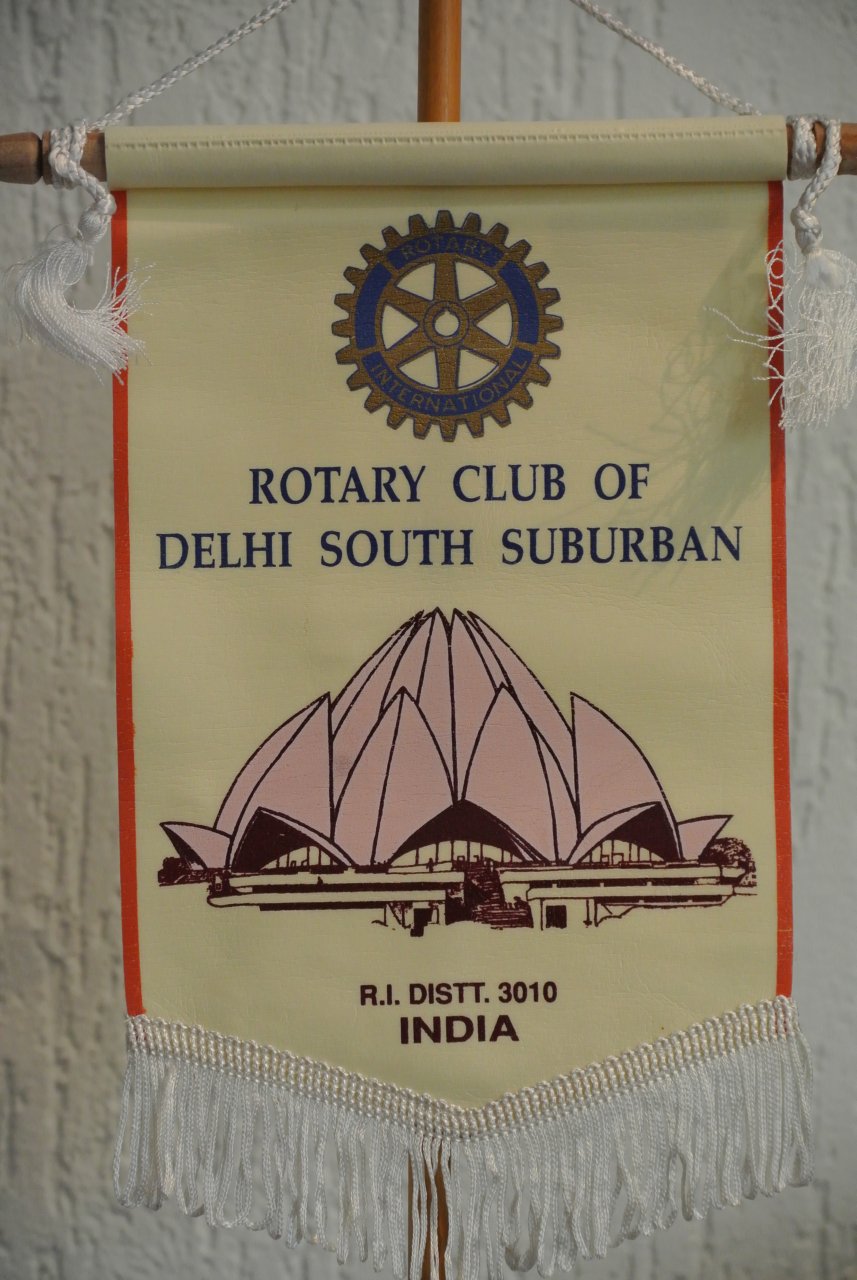 ROTARY
INTERNATIONAL
ROTARY CLUB OF
DELHI SOUTH SUBURBAN
R.I. DISTT. 3010
INDIA